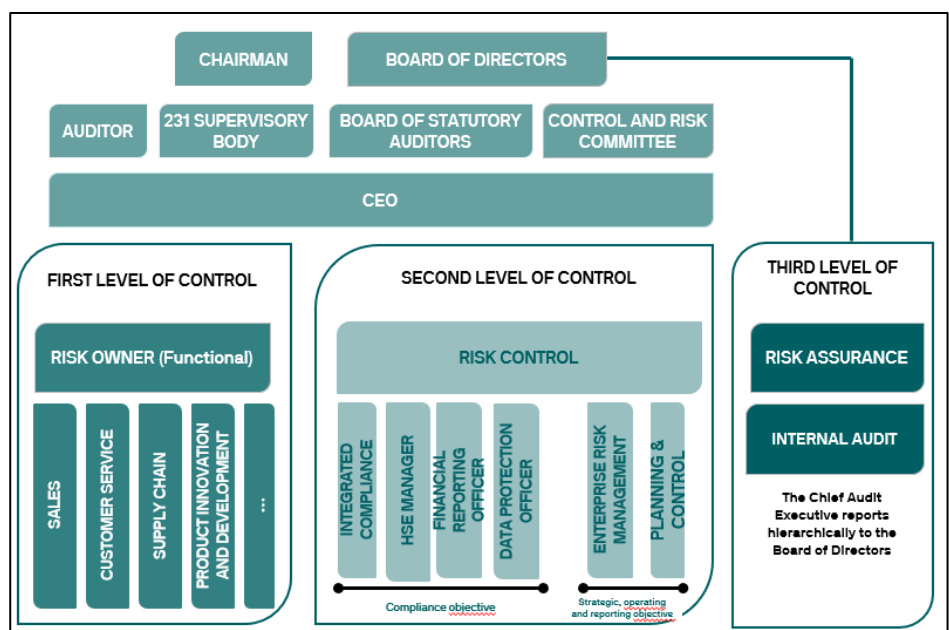 CHAIRMAN
BOARD OF DIRECTORS
AUDITOR
231 SUPERVISORY
BODY
BOARD OF STATUTORY
AUDITORS
CONTROL AND RISK
COMMITTEE
CEO
FIRST LEVEL OF CONTROL
RISK OWNER (Functional)
SALES
CUSTOMER SERVICE
SUPPLY CHAIN
PRODUCT INNOVATION
AND DEVELOPMENT
...
SECOND LEVEL OF CONTROL
RISK CONTROL
INTEGRATED
COMPLIANCE
HSE MANAGER
FINANCIAL
REPORTING
OFFICER
DATA PROTECTION
OFFICER
ENTERPRISE RISK
MANAGEMENT
PLANNING &
CONTROL
Compliance objective
Strategic, operating
and reporting objective
THIRD LEVEL OF
CONTROL
RISK ASSURANCE
INTERNAL AUDIT
The Chief Audit
Executive reports
hierarchically to the
Board of Directors